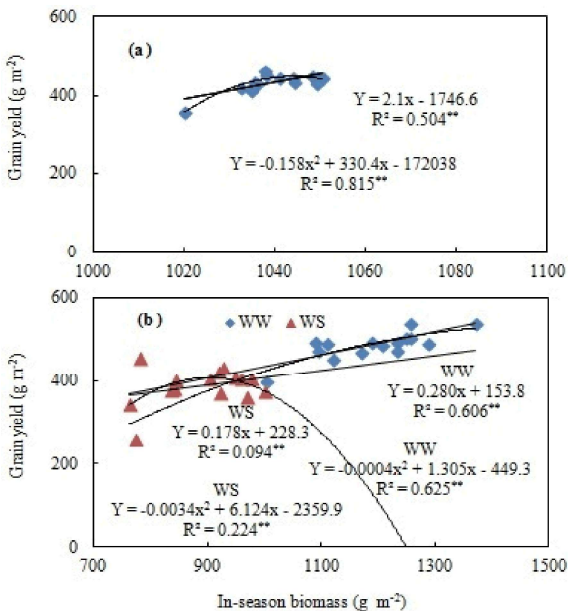 600
(a)
400
Y = 2.1x - 1746.6
R² = 0.504**
200
Y = -0.158x² + 330.4x - 172038
R² = 0.815**
0
1000 1020 1040 1060 1080 1100
Grain yeld (g m⁻²)
600
(b) WW WS
400
WW
Y = 0.280x + 153.8
R² = 0.606**
WS
Y = 0.178x + 228.3
R² = 0.094**
200
WW
Y = -0.0004x² + 1.305x - 449.3
R² = 0.625**
WS
Y = -0.0034x² + 6.124x - 2359.9
R² = 0.224**
0
700 900 1100 1300 1500
Grain yeld (g m⁻²)
In-season biomass (g m⁻²)